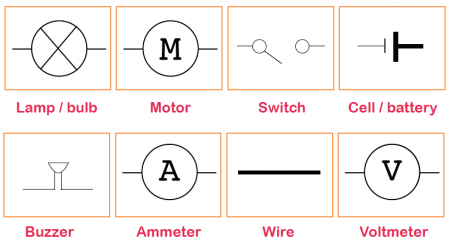 M
Lamp / bulb Motor Switch Cell / battery
A V
Buzzer Ammeter Wire Voltmeter